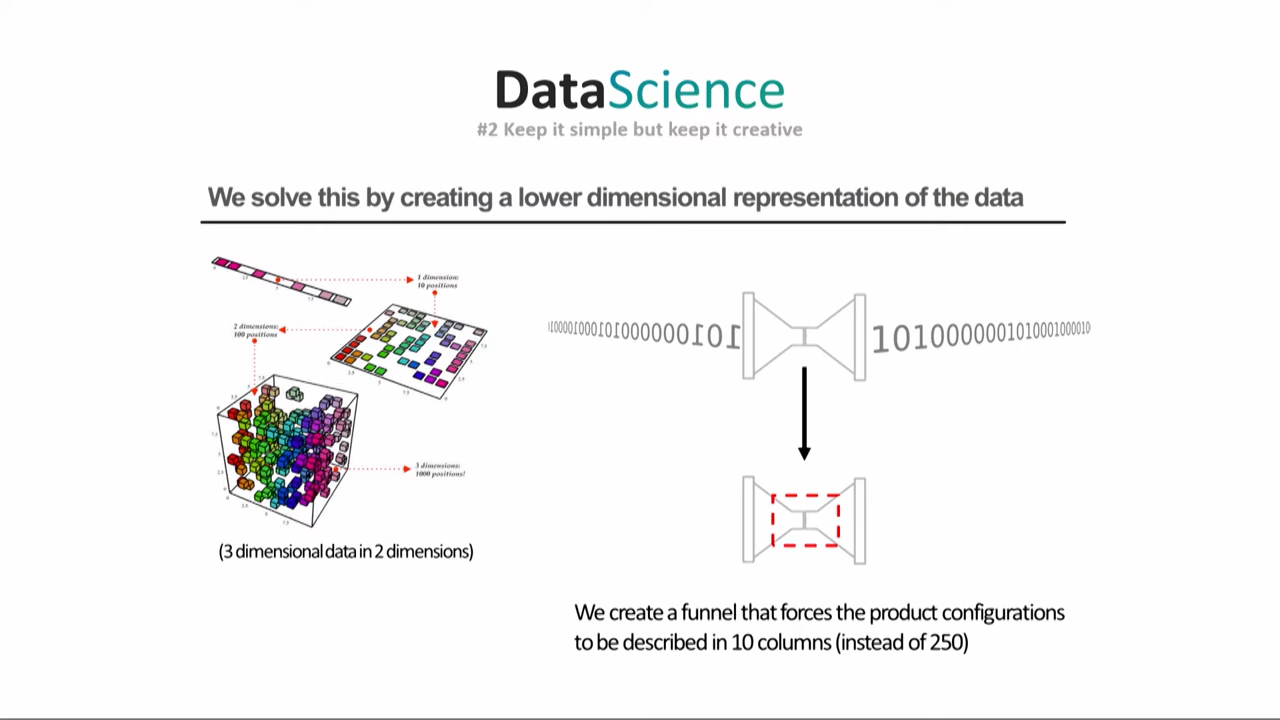 DataScience
#2 Keep it simple but keep it creative
We solve this by creating a lower dimensional representation of the data
1 dimension:
10 positions
2 dimensions:
100 positions
3 dimensions:
1000 positions!
(3 dimensional data in 2 dimensions)
10100000001010001000010
We create a funnel that forces the product configurations
to be described in 10 columns (instead of 250)